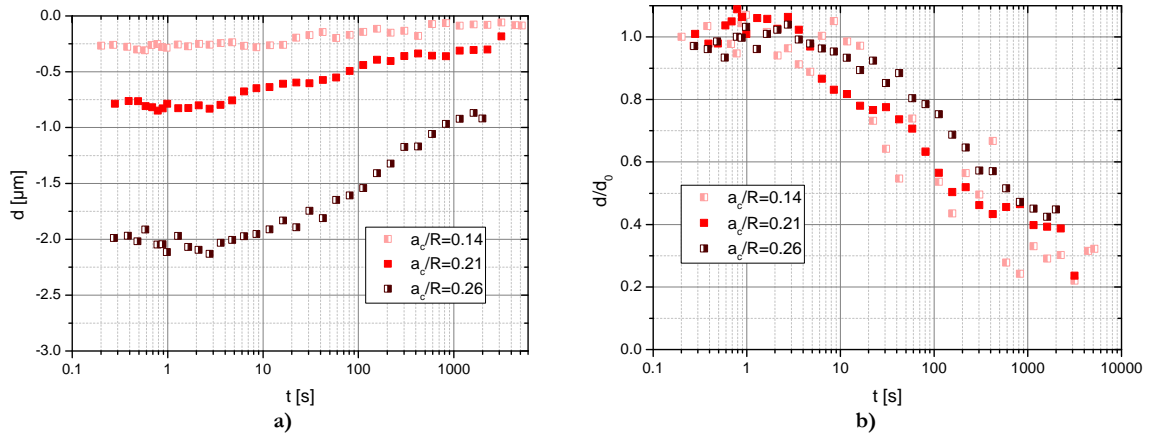 a)
0.0
-0.5
-1.0
-1.5
-2.0
-2.5
-3.0
d [µm]
0.1 1 10 100 1000
t [s]
a_c/R=0.14
a_c/R=0.21
a_c/R=0.26
a)
b)
1.0
0.8
0.6
0.4
0.2
0.0
d/d_0
0.1 1 10 100 1000 10000
t [s]
a_c/R=0.14
a_c/R=0.21
a_c/R=0.26
b)